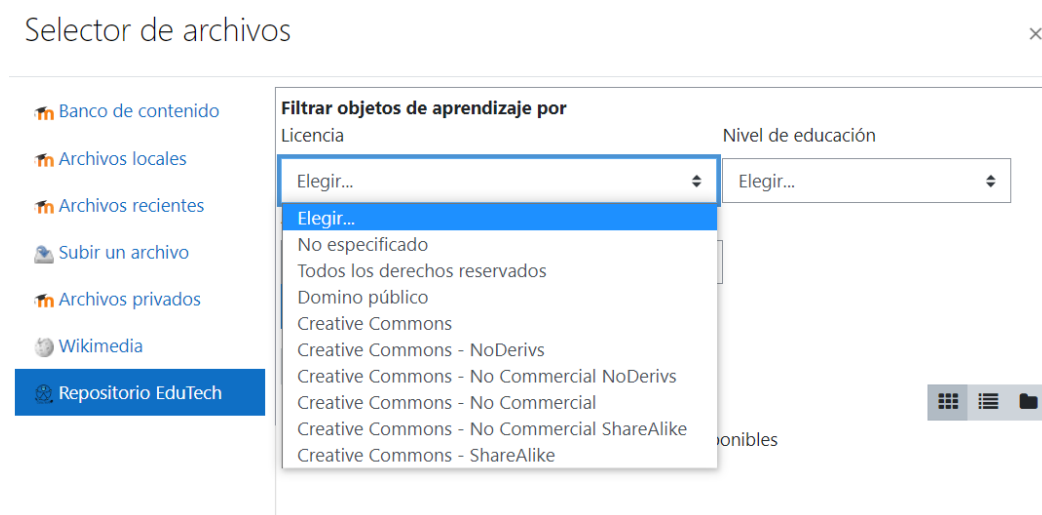 Selector de archivos
×
Banco de contenido
Archivos locales
Archivos recientes
Subir un archivo
Archivos privados
Wikimedia
Repositorio EduTech
Filtrar objetos de aprendizaje por
Licencia
Nivel de educación
Elegir...
Elegir...
Elegir...
No especificado
Todos los derechos reservados
Domino público
Creative Commons
Creative Commons - NoDerivs
Creative Commons - No Commercial NoDerivs
Creative Commons - No Commercial
Creative Commons - No Commercial ShareAlike
Creative Commons - ShareAlike